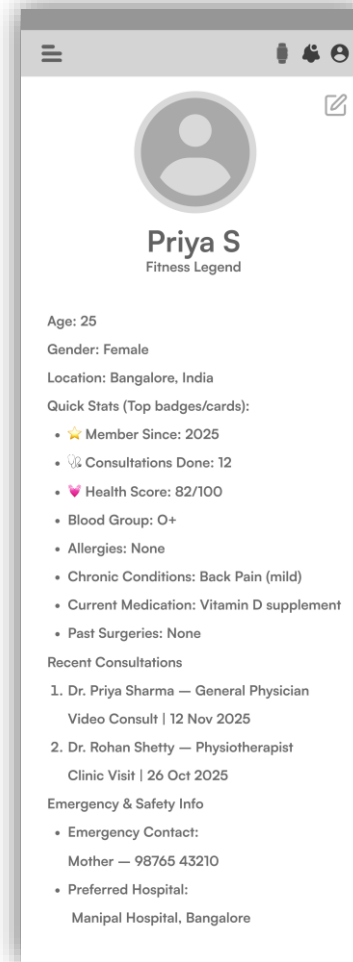 Priya S
Fitness Legend
Age: 25
Gender: Female
Location: Bangalore, India
Quick Stats (Top badges/cards):
• ⭐ Member Since: 2025
• 🩺 Consultations Done: 12
• 💓 Health Score: 82/100
• Blood Group: O+
• Allergies: None
• Chronic Conditions: Back Pain (mild)
• Current Medication: Vitamin D supplement
• Past Surgeries: None
Recent Consultations
1. Dr. Priya Sharma — General Physician
Video Consult | 12 Nov 2025
2. Dr. Rohan Shetty — Physiotherapist
Clinic Visit | 26 Oct 2025
Emergency & Safety Info
• Emergency Contact:
Mother — 98765 43210
• Preferred Hospital:
Manipal Hospital, Bangalore